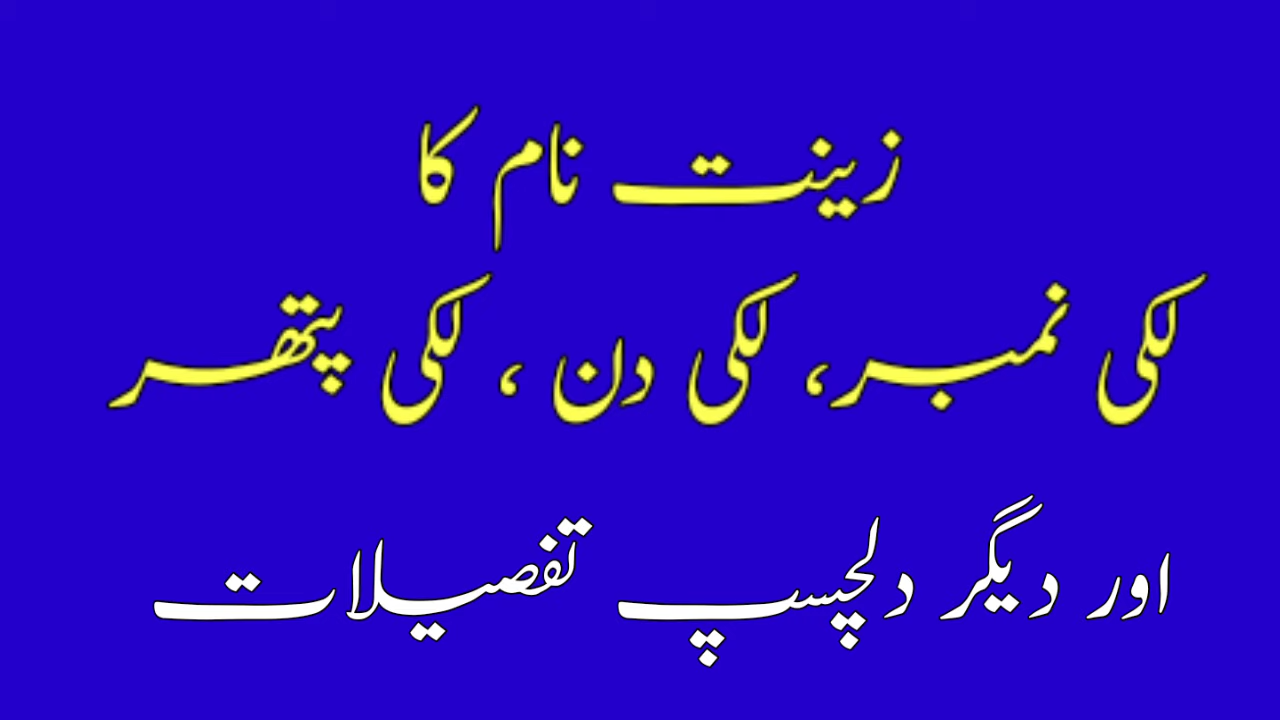 زینت نام کا
لکی نمبر، لکی دن ، لکی پتھر
اور دیگر دلچسپ تفصیلات